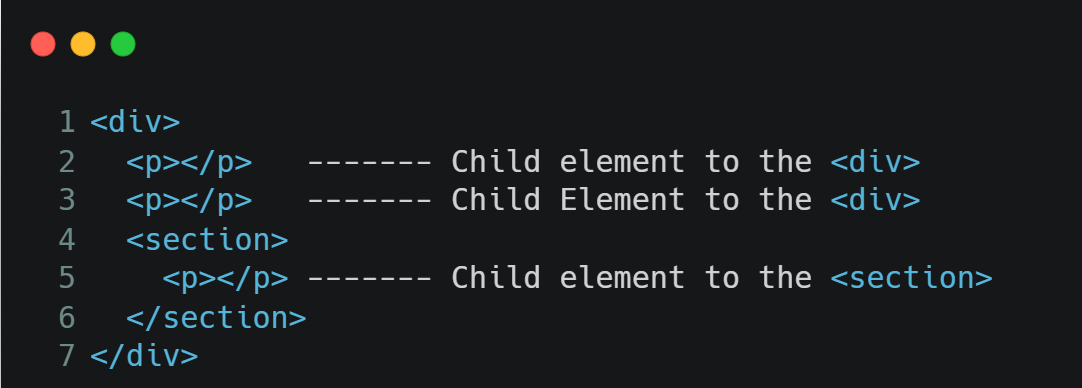 1 <div>
2   <p></p>   ------- Child element to the <div>
3   <p></p>   ------- Child Element to the <div>
4   <section>
5     <p></p> ------- Child element to the <section>
6   </section>
7 </div>